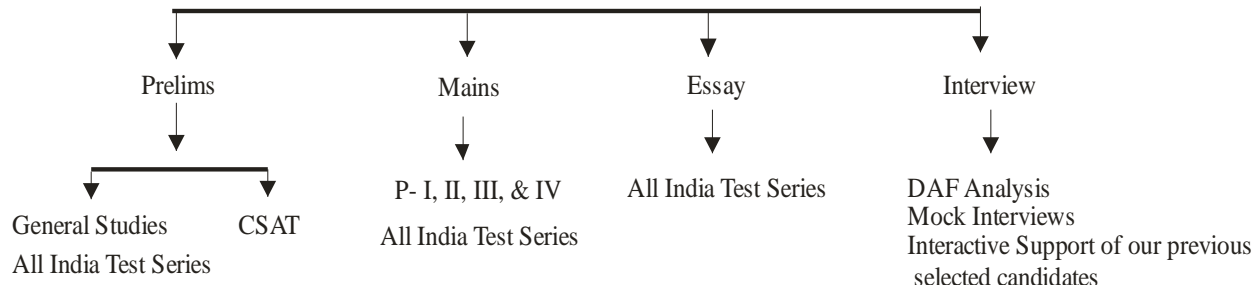 Prelims
Mains
Essay
Interview
General Studies
All India Test Series
CSAT
P- I, II, III, & IV
All India Test Series
All India Test Series
DAF Analysis
Mock Interviews
Interactive Support of our previous
selected candidates